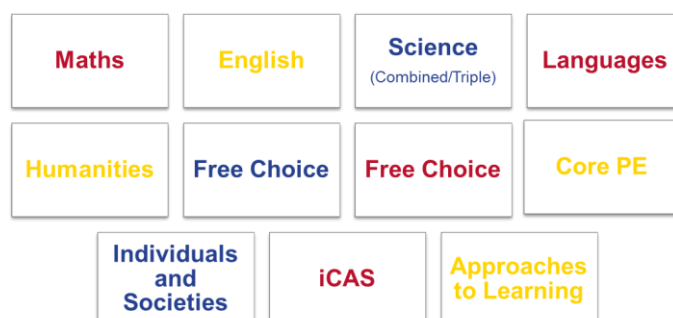 Maths
English
Science
(Combined/Triple)
Languages
Humanities
Free Choice
Free Choice
Core PE
Individuals
and
Societies
iCAS
Approaches
to Learning